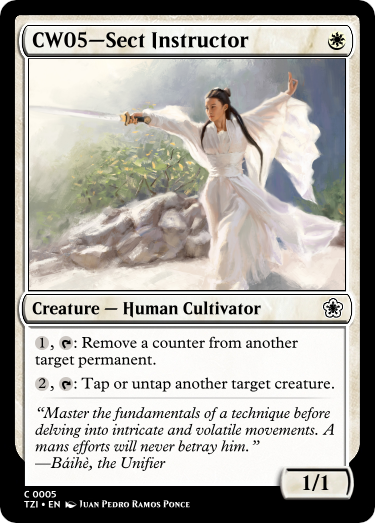 CW05—Sect Instructor
Creature — Human Cultivator
1, : Remove a counter from another
target permanent.
2, : Tap or untap another target creature.
“Master the fundamentals of a technique before
delving into intricate and volatile movements. A
mans efforts will never betray him.”
—Báihè, the Unifier
1/1
C 0005
TZI • EN Juan Pedro Ramos Ponce